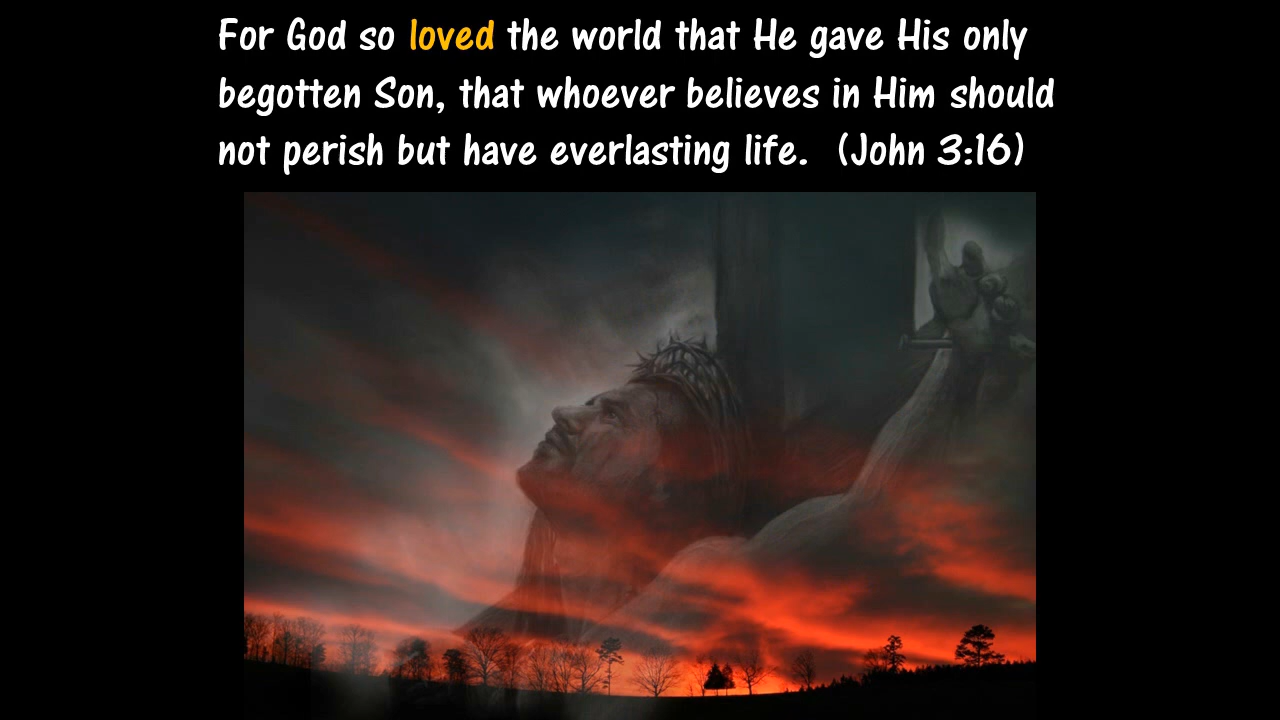 For God so loved the world that He gave His only
begotten Son, that whoever believes in Him should
not perish but have everlasting life. (John 3:16)